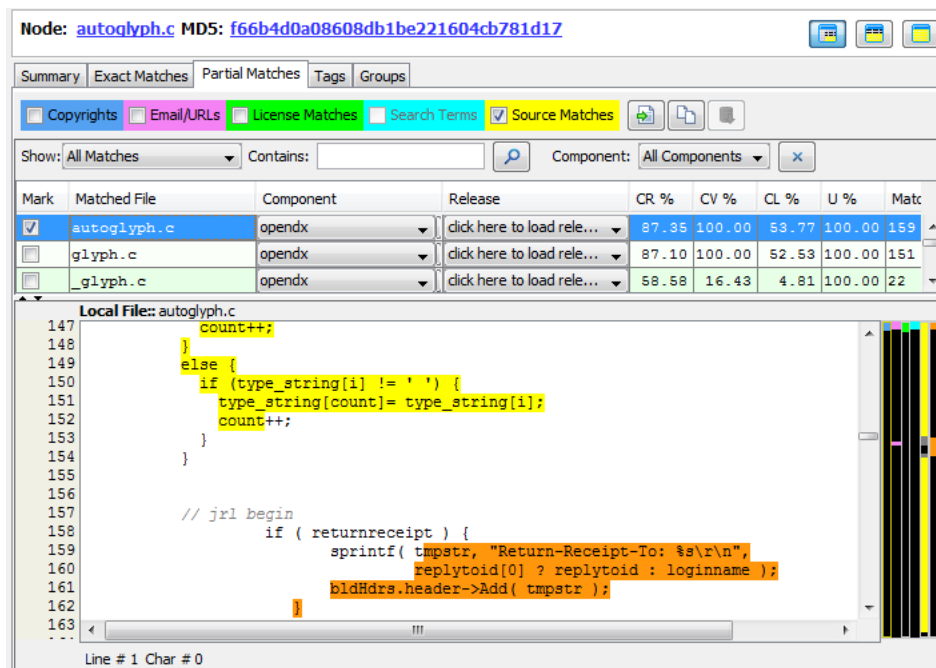 Node: autoglyph.c MD5: f66b4d0a08608db1be221604cb781d17
Summary Exact Matches Partial Matches Tags Groups
Copyrights Email/URLs License Matches Search Terms Source Matches
Show: All Matches Contains: Component: All Components
Mark Matched File Component Release CR % CV % CL % U % Matc
autoglyph.c opendx click here to load rele... 87.35 100.00 53.77 100.00 159
glyph.c opendx click here to load rele... 87.10 100.00 52.53 100.00 151
_glyph.c opendx click here to load rele... 58.58 16.43 4.81 100.00 22
Local File:: autoglyph.c
147 count++;
148 }
149 else {
150 if (type_string[i] != ' ') {
151 type_string[count]= type_string[i];
152 count++;
153 }
154 }
155
156
157 // jrl begin
158 if ( returnreceipt ) {
159 sprintf( tmpstr, "Return-Receipt-To: %s\r\n",
160 replytoid[0] ? replytoid : loginname );
161 bldHdrs.header->Add( tmpstr );
162 }
163
Line # 1 Char # 0